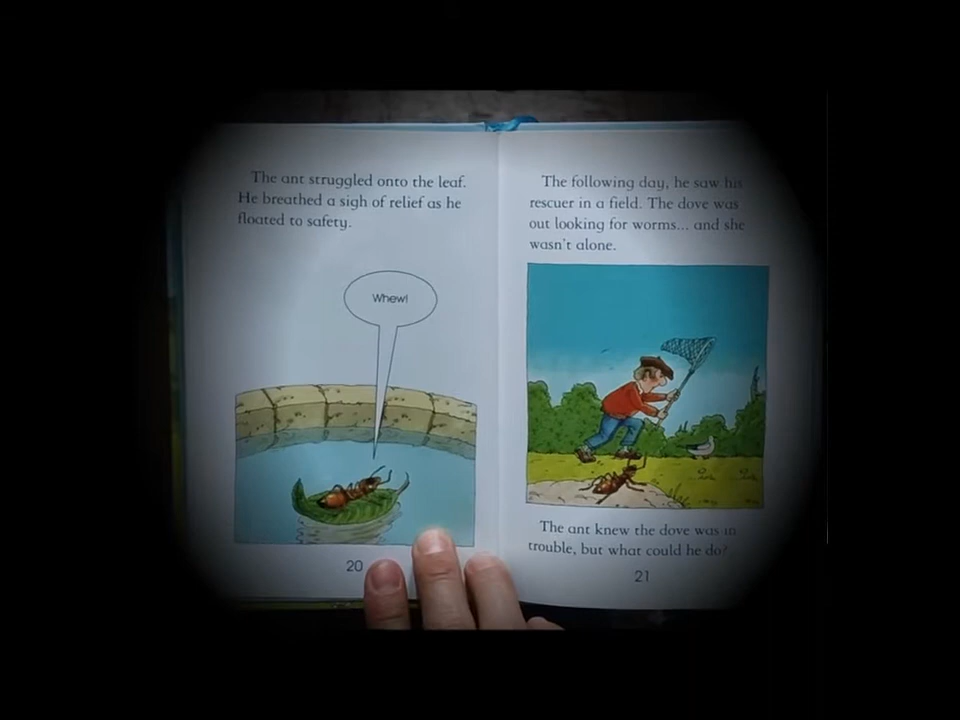 The ant struggled onto the leaf.
He breathed a sigh of relief as he
floated to safety.
Whew!
20
The following day, he saw his
rescuer in a field. The dove was
out looking for worms... and she
wasn't alone.
The ant knew the dove was in
trouble, but what could he do?
21